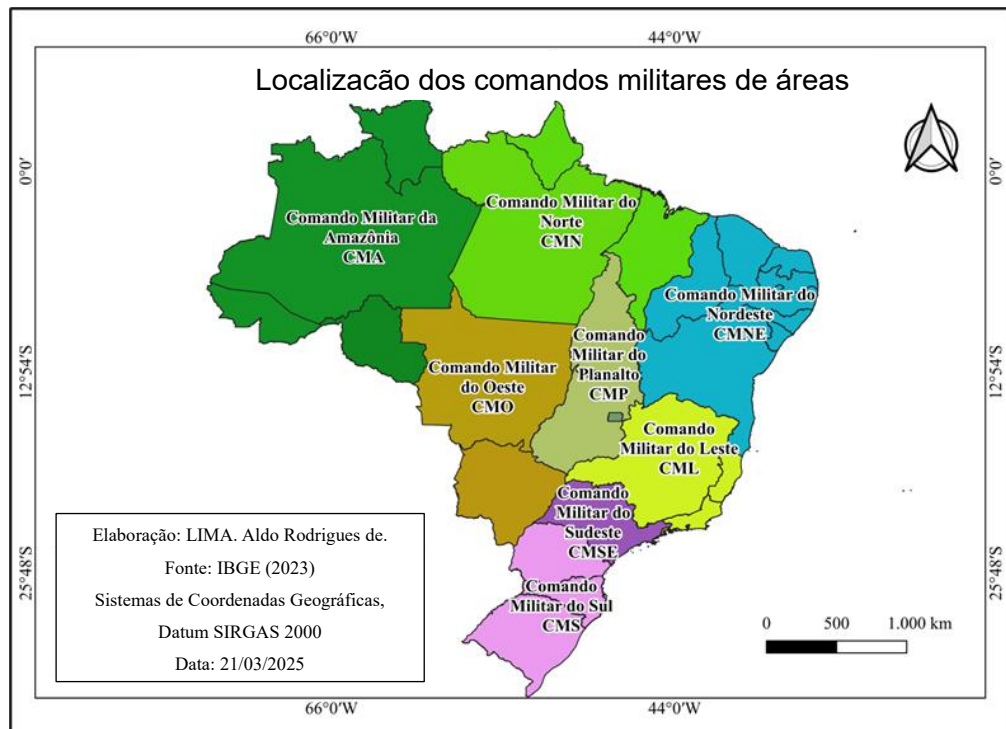 66°0'W
44°0'W
Localizacão dos comandos militares de áreas
0°0'
0°0'
Comando Militar da
Amazônia
CMA
Comando Militar do
Norte
CMN
Comando Militar do
Nordeste
CMNE
Comando
Militar do
Planalto
CMP
Comando Militar
do Oeste
CMO
12°54'S
12°54'S
Comando
Militar do Leste
CML
Comando
Militar do
Sudeste
CMSE
Comando
Militar do Sul
CMS
25°48'S
25°48'S
Elaboração: LIMA. Aldo Rodrigues de.
Fonte: IBGE (2023)
Sistemas de Coordenadas Geográficas,
Datum SIRGAS 2000
Data: 21/03/2025
0 500 1.000 km
66°0'W
44°0'W